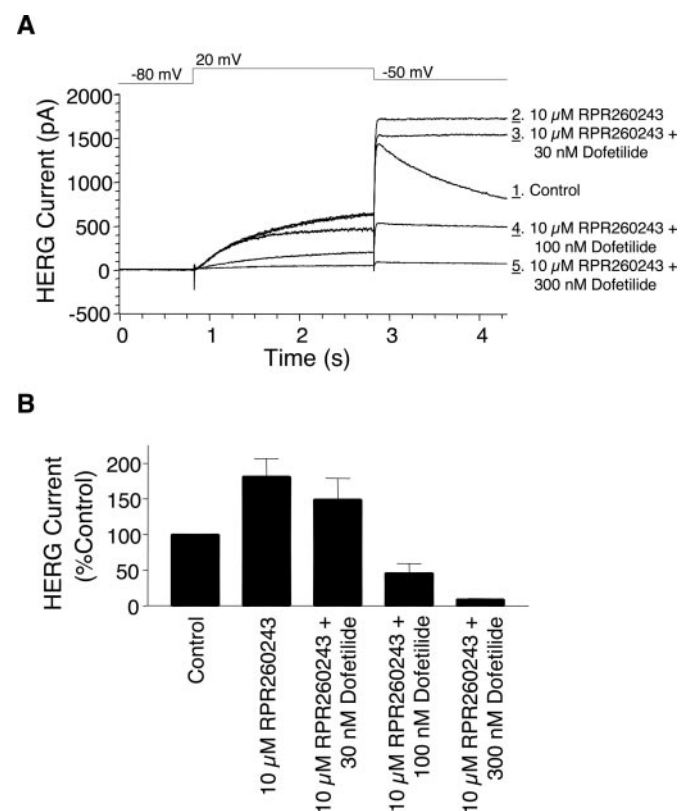 A
-80 mV
20 mV
-50 mV
HERG Current (pA)
2000
1500
1000
500
0
-500
0
1
2
3
4
Time (s)
2. 10 µM RPR260243
3. 10 µM RPR260243 +
30 nM Dofetilide
1. Control
4. 10 µM RPR260243 +
100 nM Dofetilide
5. 10 µM RPR260243 +
300 nM Dofetilide
B
HERG Current
(%Control)
200
150
100
50
0
Control
10 µM RPR260243
10 µM RPR260243 +
30 nM Dofetilide
10 µM RPR260243 +
100 nM Dofetilide
10 µM RPR260243 +
300 nM Dofetilide